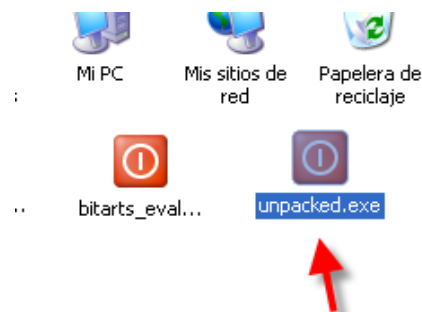 Mi PC
Mis sitios de
red
Papelera de
reciclaje
bitarts_eval...
unpacked.exe